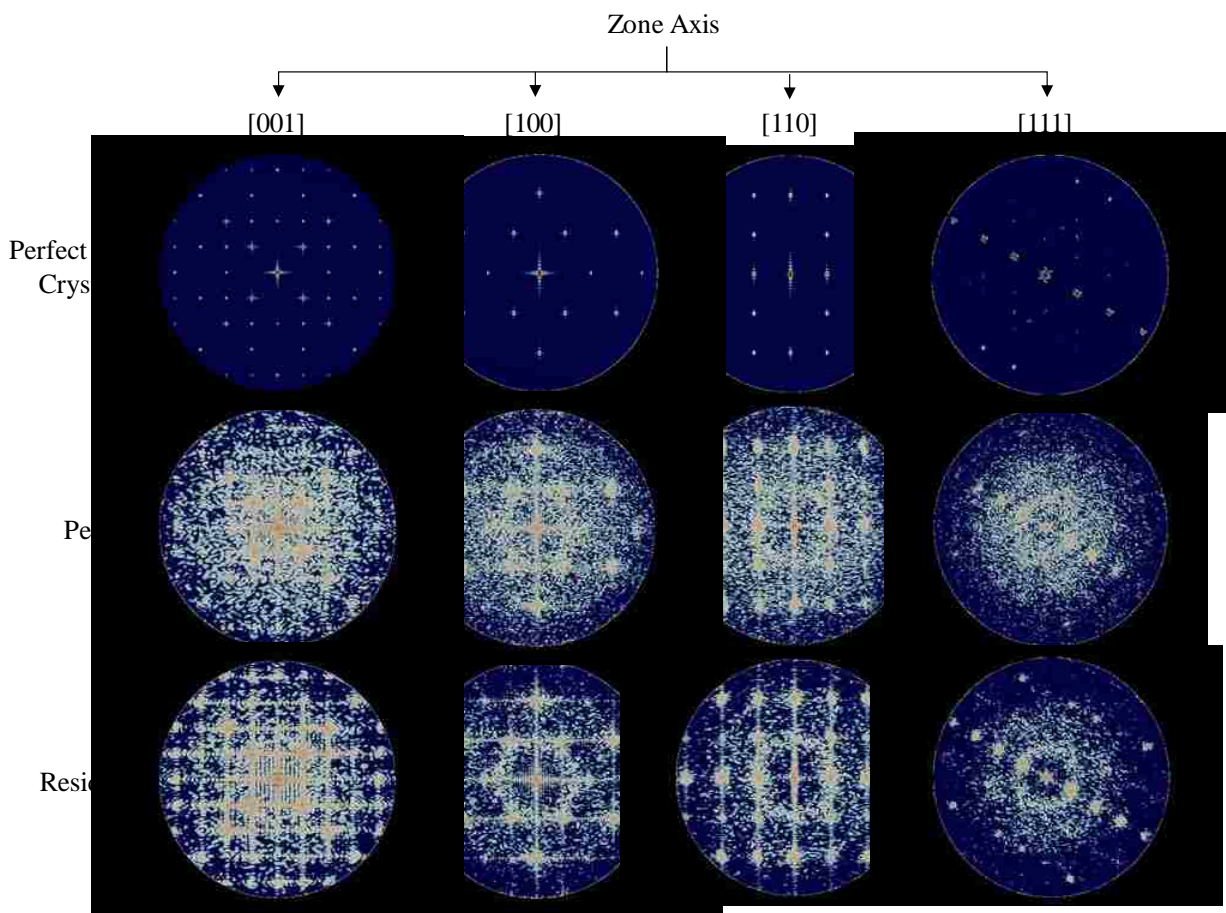 Zone Axis
[001] [100] [110] [111]
Perfect
Crys
Pe
Resi